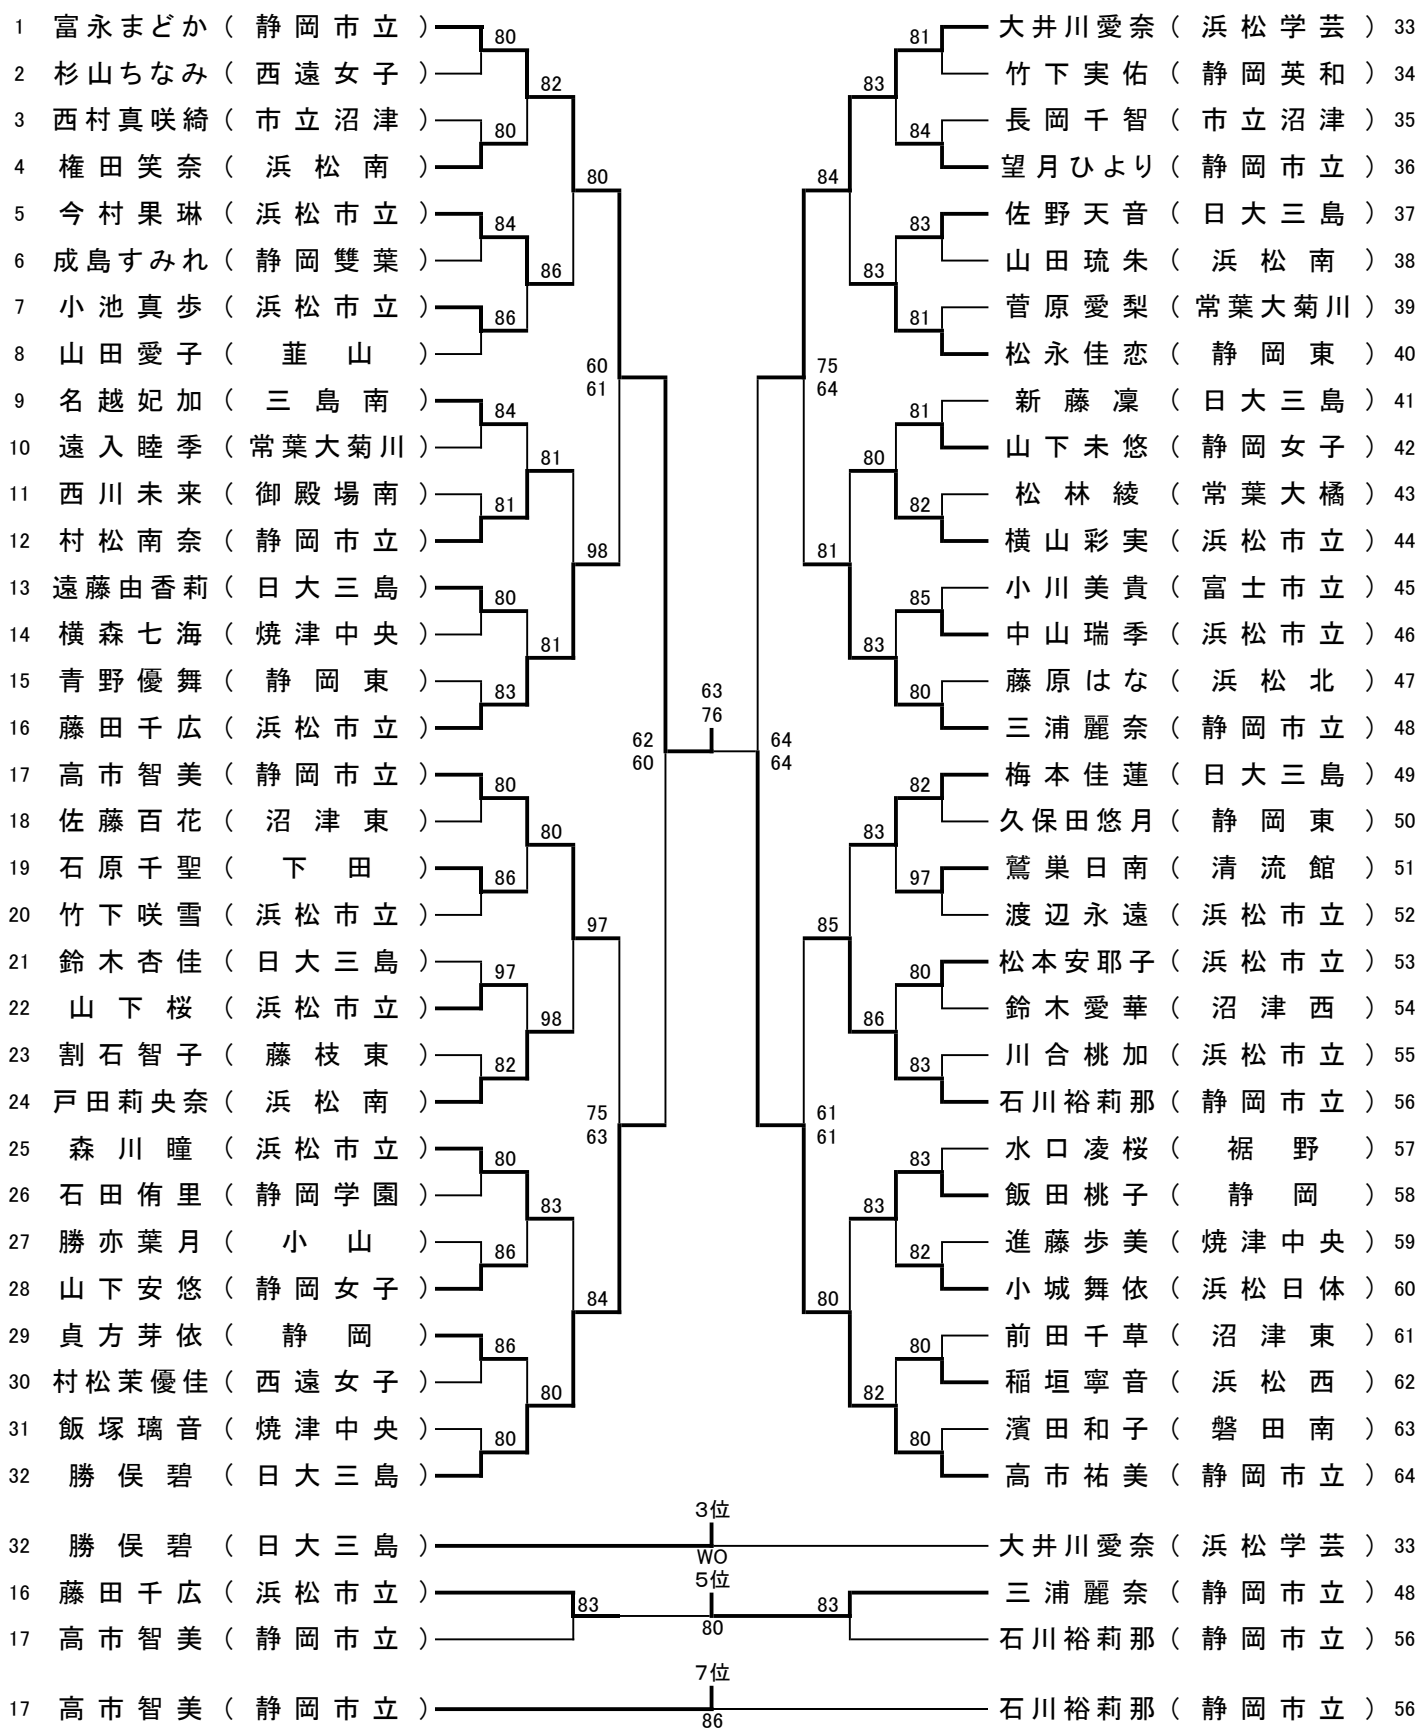 1 富永まどか ( 静岡市立 )
2 杉山ちなみ ( 西遠女子 )
3 西村真咲綺 ( 市立沼津 )
4 権田笑奈 ( 浜松南 )
5 今村果琳 ( 浜松市立 )
6 成島すみれ ( 静岡雙葉 )
7 小池真歩 ( 浜松市立 )
8 山田愛子 ( 韮山 )
9 名越妃加 ( 三島南 )
10 遠入睦季 ( 常葉大菊川 )
11 西川未来 ( 御殿場南 )
12 村松南奈 ( 静岡市立 )
13 遠藤由香莉 ( 日大三島 )
14 横森七海 ( 焼津中央 )
15 青野優舞 ( 静岡東 )
16 藤田千広 ( 浜松市立 )
17 高市智美 ( 静岡市立 )
18 佐藤百花 ( 沼津東 )
19 石原千聖 ( 下田 )
20 竹下咲雪 ( 浜松市立 )
21 鈴木杏佳 ( 日大三島 )
22 山下桜 ( 浜松市立 )
23 割石智子 ( 藤枝東 )
24 戸田莉央奈 ( 浜松南 )
25 森川瞳 ( 浜松市立 )
26 石田侑里 ( 静岡学園 )
27 勝亦葉月 ( 小山 )
28 山下安悠 ( 静岡女子 )
29 貞方芽依 ( 静岡 )
30 村松茉優佳 ( 西遠女子 )
31 飯塚璃音 ( 焼津中央 )
32 勝俣碧 ( 日大三島 )
80
80
84
86
84
81
80
83
80
86
97
82
80
86
86
80
82
86
81
81
80
98
83
80
80
98
97
84
60
61
75
63
62
60
63
76
64
64
75
64
61
61
84
81
85
80
83
83
80
83
83
86
83
82
81
84
83
81
81
82
85
80
82
97
80
83
83
82
80
80
大井川愛奈 ( 浜松学芸 ) 33
竹下実佑 ( 静岡英和 ) 34
長岡千智 ( 市立沼津 ) 35
望月ひより ( 静岡市立 ) 36
佐野天音 ( 日大三島 ) 37
山田琉朱 ( 浜松南 ) 38
菅原愛梨 ( 常葉大菊川 ) 39
松永佳恋 ( 静岡東 ) 40
新藤凜 ( 日大三島 ) 41
山下未悠 ( 静岡女子 ) 42
松林綾 ( 常葉大橘 ) 43
横山彩実 ( 浜松市立 ) 44
小川美貴 ( 富士市立 ) 45
中山瑞季 ( 浜松市立 ) 46
藤原はな ( 浜松北 ) 47
三浦麗奈 ( 静岡市立 ) 48
梅本佳蓮 ( 日大三島 ) 49
久保田悠月 ( 静岡東 ) 50
鷲巣日南 ( 清流館 ) 51
渡辺永遠 ( 浜松市立 ) 52
松本安耶子 ( 浜松市立 ) 53
鈴木愛華 ( 沼津西 ) 54
川合桃加 ( 浜松市立 ) 55
石川裕莉那 ( 静岡市立 ) 56
水口凌桜 ( 裾野 ) 57
飯田桃子 ( 静岡 ) 58
進藤歩美 ( 焼津中央 ) 59
小城舞依 ( 浜松日体 ) 60
前田千草 ( 沼津東 ) 61
稲垣寧音 ( 浜松西 ) 62
濱田和子 ( 磐田南 ) 63
高市祐美 ( 静岡市立 ) 64
3位
32 勝俣碧 ( 日大三島 ) WO 大井川愛奈 ( 浜松学芸 ) 33
5位
16 藤田千広 ( 浜松市立 ) 三浦麗奈 ( 静岡市立 ) 48
83 80 83
17 高市智美 ( 静岡市立 ) 石川裕莉那 ( 静岡市立 ) 56
7位
17 高市智美 ( 静岡市立 ) 86 石川裕莉那 ( 静岡市立 ) 56